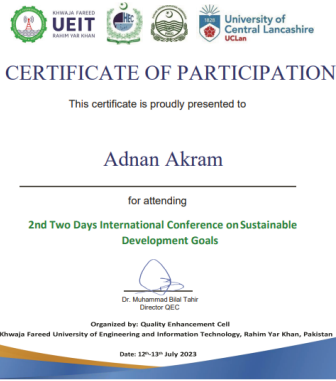 KHWAJA FAREED
UEIT
RAHIM YAR KHAN
HEC
University of
Central Lancashire
UCLan
CERTIFICATE OF PARTICIPATION
This certificate is proudly presented to
Adnan Akram
for attending
2nd Two Days International Conference on Sustainable
Development Goals
Dr. Muhammad Bilal Tahir
Director QEC
Organized by: Quality Enhancement Cell
Khwaja Fareed University of Engineering and Information Technology, Rahim Yar Khan, Pakistan
Date: 12th-13th July 2023